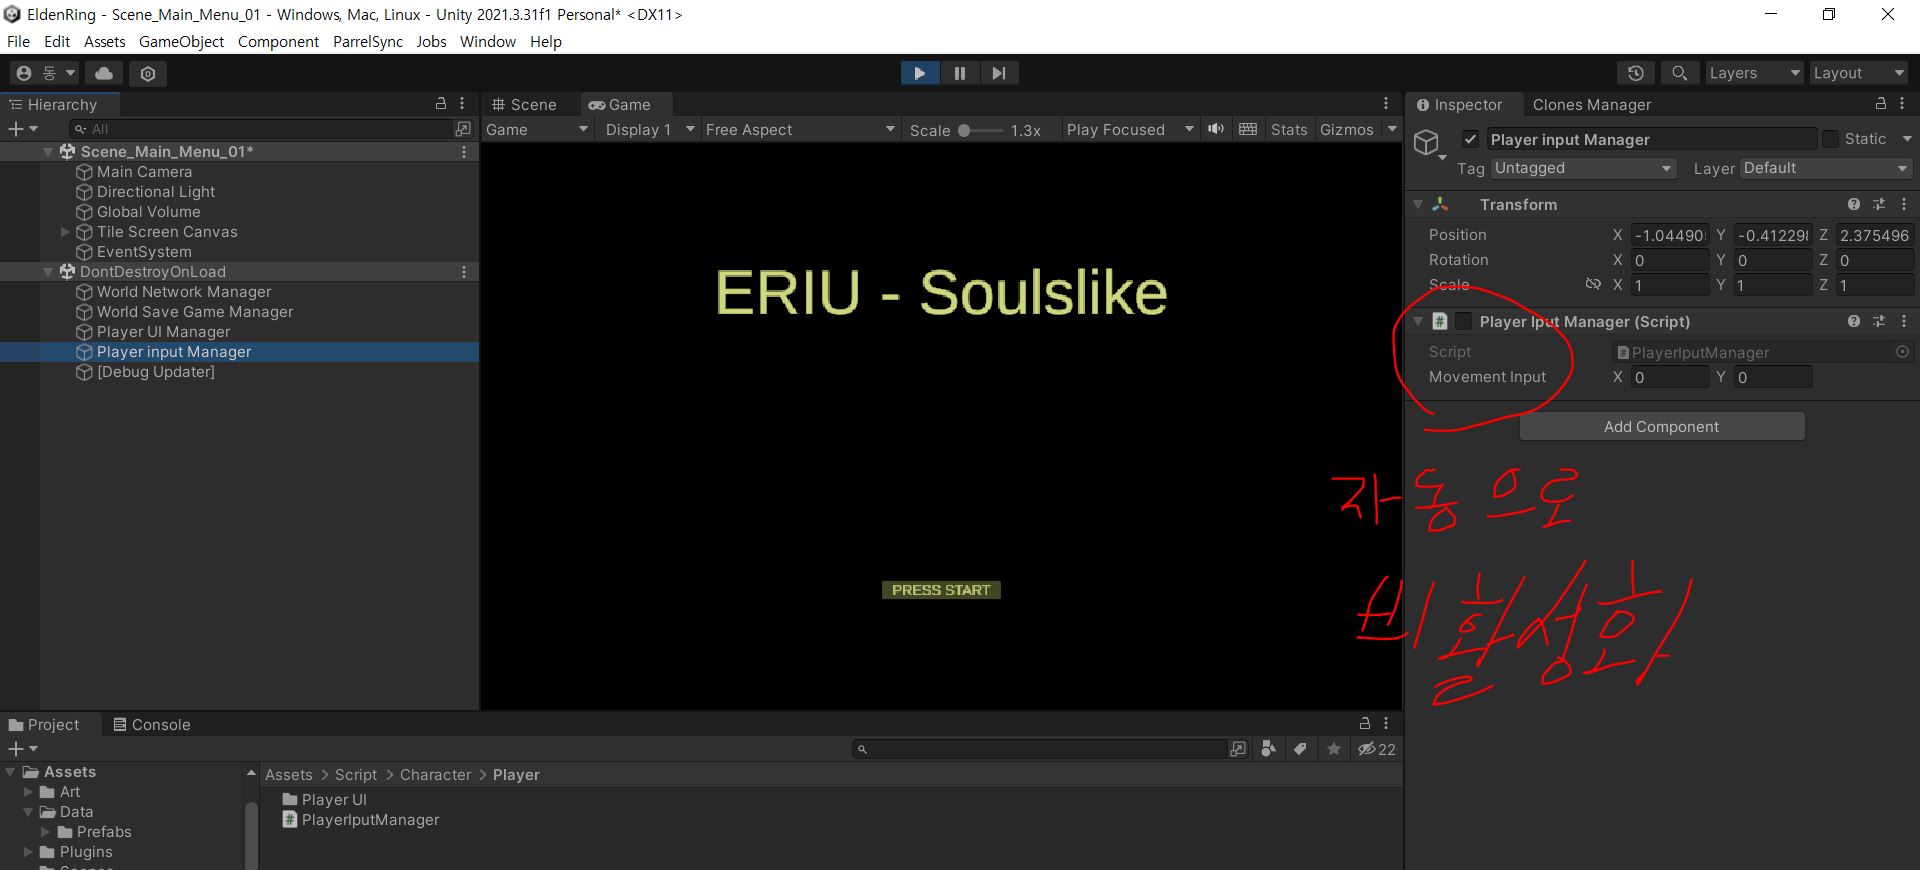 EldenRing - Scene_Main_Menu_01 - Windows, Mac, Linux - Unity 2021.3.31f1 Personal* <DX11>
File Edit Assets GameObject Component ParrelSync Jobs Window Help
동 Layers Layout
Hierarchy
All
Scene_Main_Menu_01*
Main Camera
Directional Light
Global Volume
Tile Screen Canvas
EventSystem
DontDestroyOnLoad
World Network Manager
World Save Game Manager
Player UI Manager
Player input Manager
[Debug Updater]
Scene Game
Game Display 1 Free Aspect Scale 1.3x Play Focused Stats Gizmos
ERIU - Soulslike
PRESS START
Inspector Clones Manager
Player input Manager Static
Tag Untagged Layer Default
Transform
Position X -1.04490 Y -0.412298 Z 2.375496
Rotation X 0 Y 0 Z 0
Scale X 1 Y 1 Z 1
# Player Iput Manager (Script)
Script # PlayerIputManager
Movement Input X 0 Y 0
Add Component
자동으로
비활성화
Project Console
22
Assets
Art
Data
Prefabs
Plugins
Assets > Script > Character > Player
Player UI
# PlayerIputManager